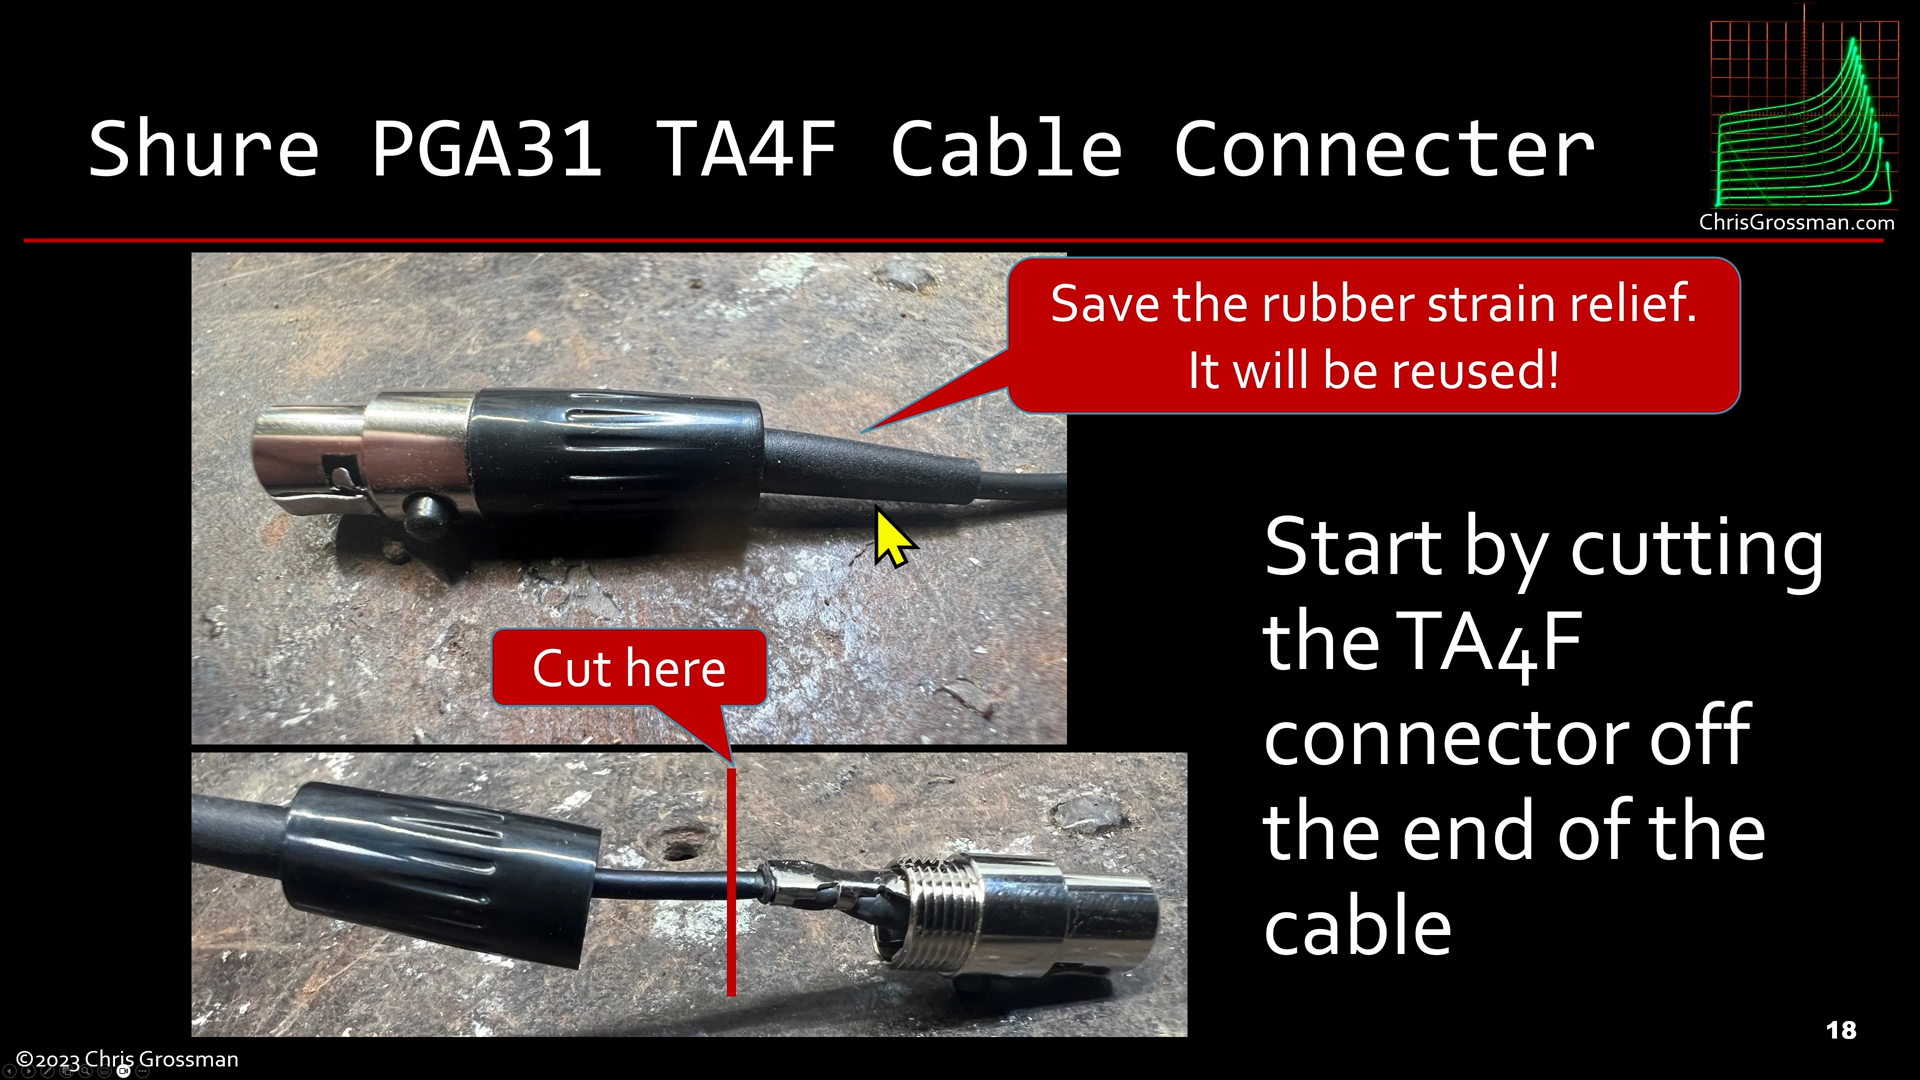 Shure PGA31 TA4F Cable Connecter
ChrisGrossman.com
Save the rubber strain relief.
It will be reused!
Cut here
Start by cutting
the TA4F
connector off
the end of the
cable
18
©2023 Chris Grossman